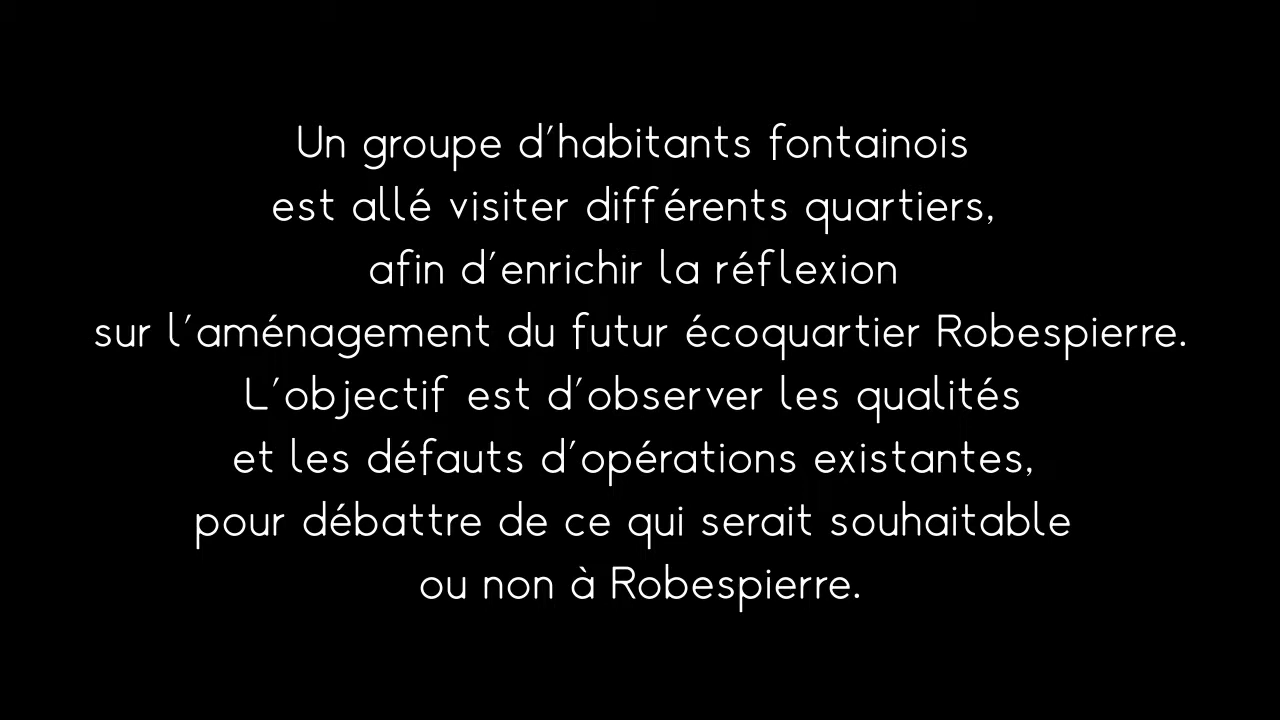 Un groupe d'habitants fontainois
est allé visiter différents quartiers,
afin d'enrichir la réflexion
sur l'aménagement du futur écoquartier Robespierre.
L'objectif est d'observer les qualités
et les défauts d'opérations existantes,
pour débattre de ce qui serait souhaitable
ou non à Robespierre.